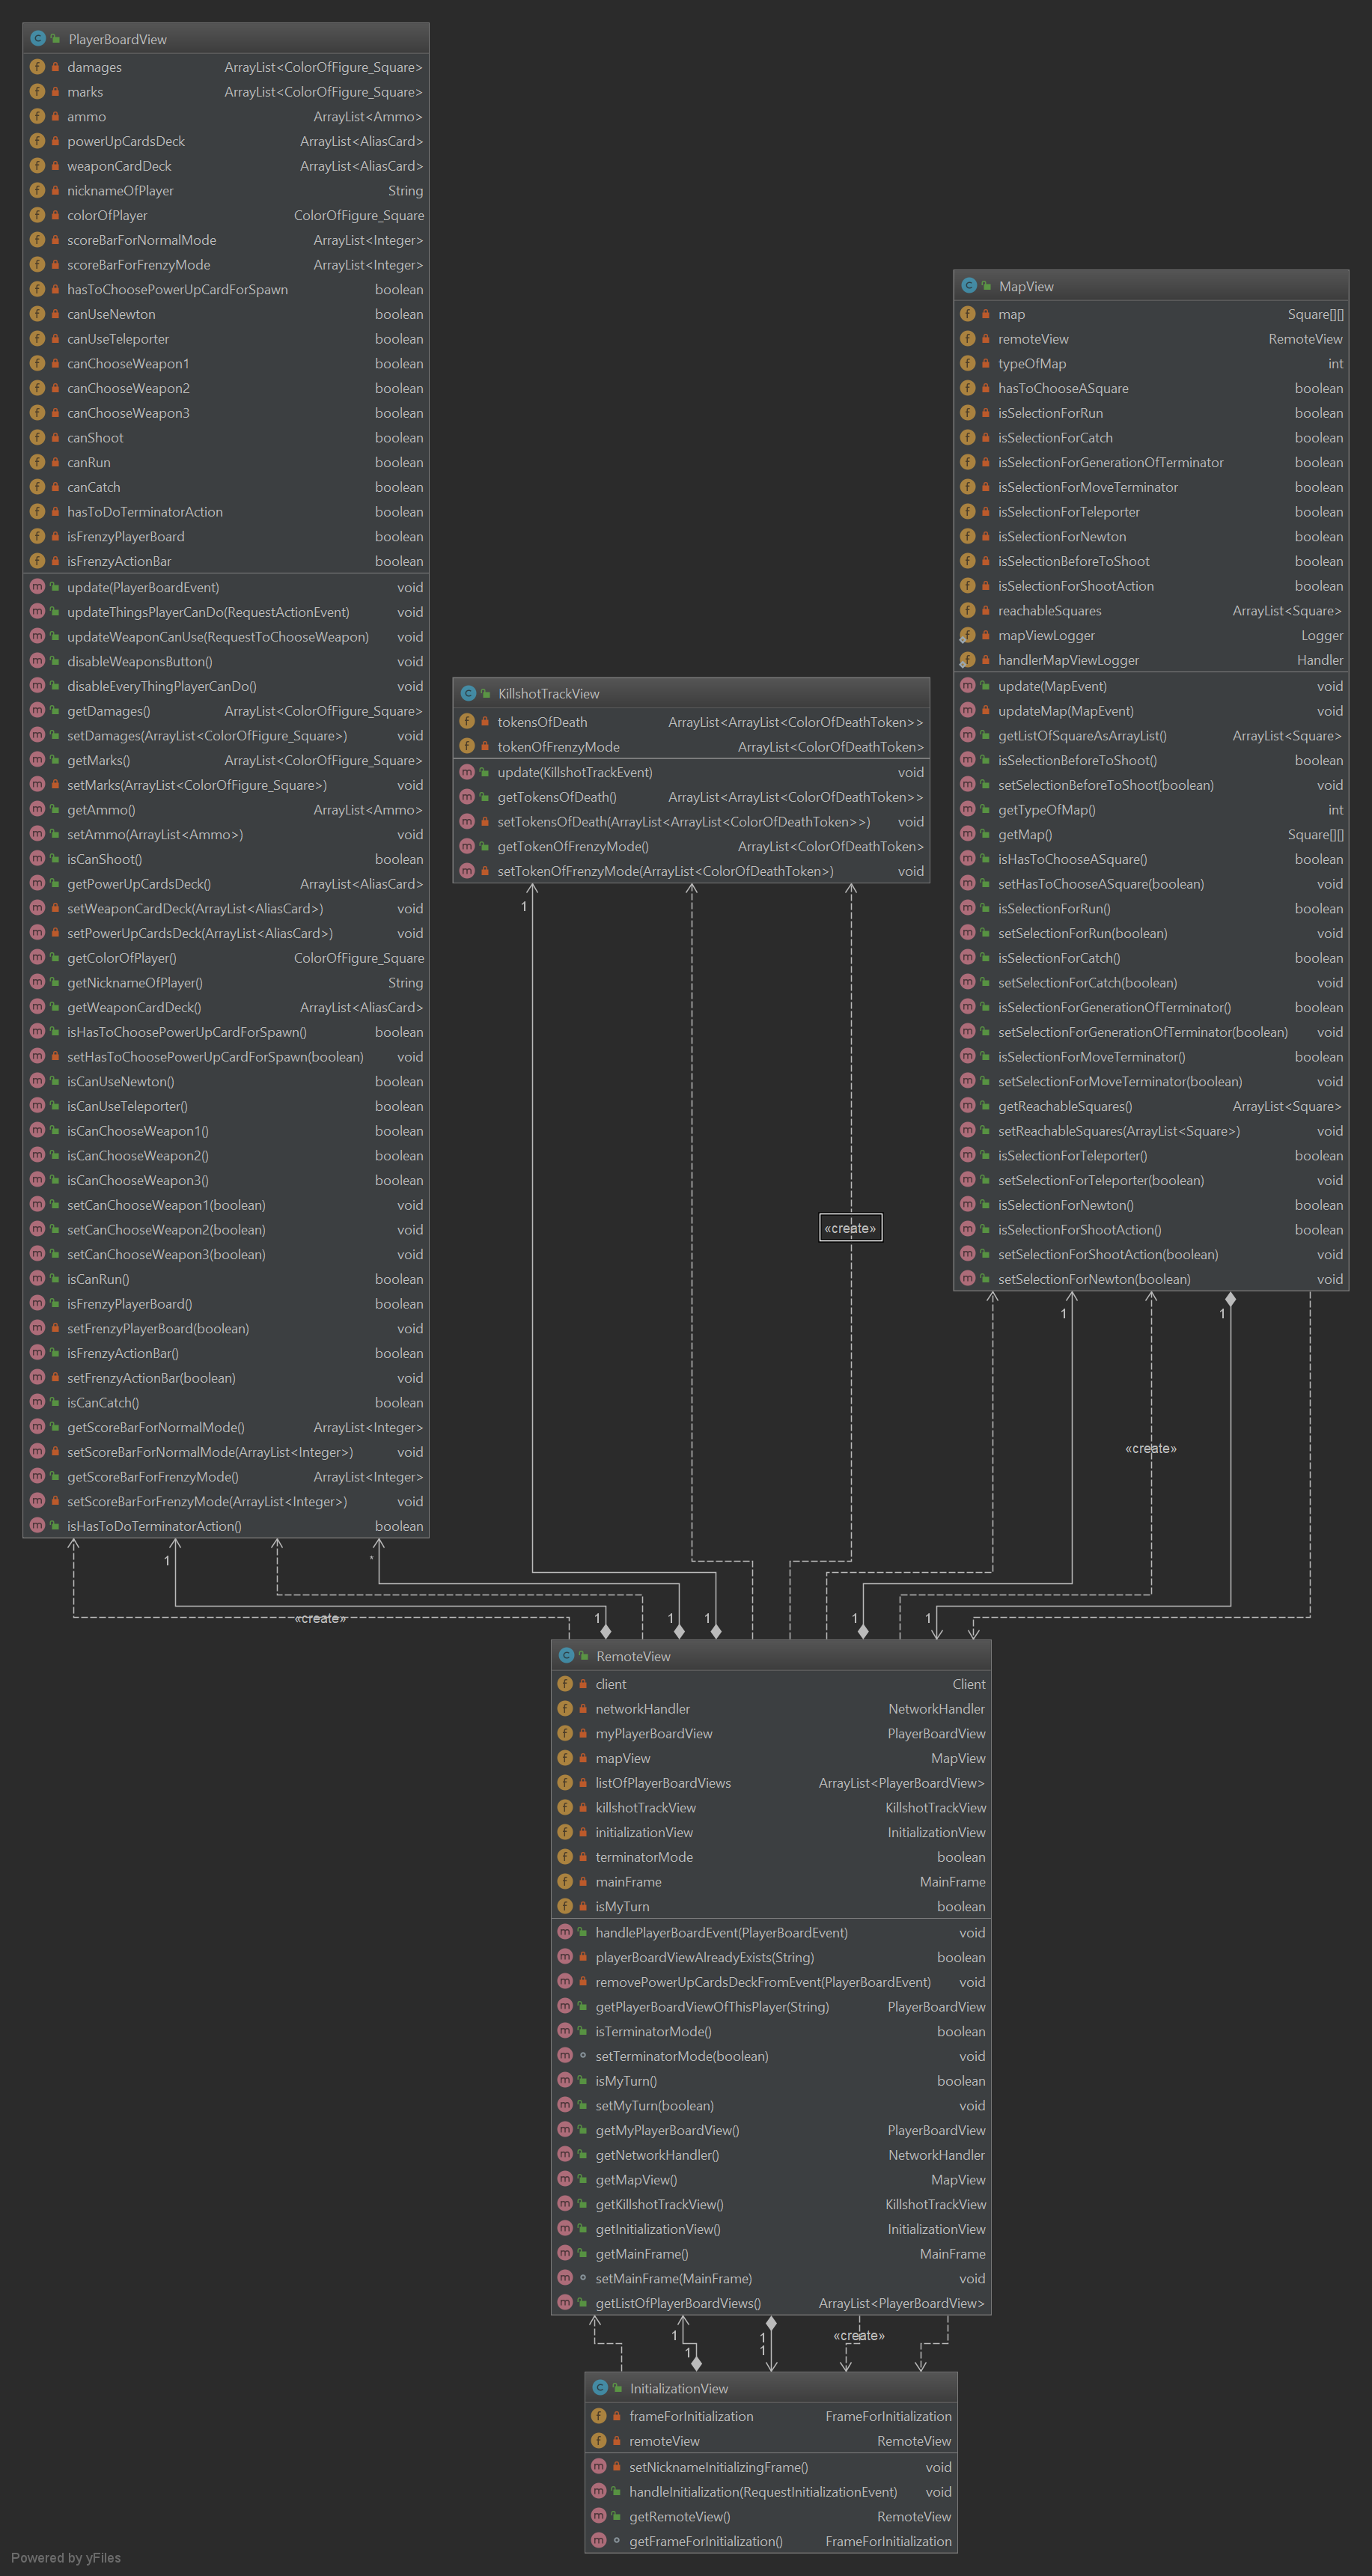 PlayerBoardView
damages ArrayList<ColorOfFigure_Square>
marks ArrayList<ColorOfFigure_Square>
ammo ArrayList<Ammo>
powerUpCardsDeck ArrayList<AliasCard>
weaponCardDeck ArrayList<AliasCard>
nicknameOfPlayer String
colorOfPlayer ColorOfFigure_Square
scoreBarForNormalMode ArrayList<Integer>
scoreBarForFrenzyMode ArrayList<Integer>
hasToChoosePowerUpCardForSpawn boolean
canUseNewton boolean
canUseTeleporter boolean
canChooseWeapon1 boolean
canChooseWeapon2 boolean
canChooseWeapon3 boolean
canShoot boolean
canRun boolean
canCatch boolean
hasToDoTerminatorAction boolean
isFrenzyPlayerBoard boolean
isFrenzyActionBar boolean
update(PlayerBoardEvent) void
updateThingsPlayerCanDo(RequestActionEvent) void
updateWeaponCanUse(RequestToChooseWeapon) void
disableWeaponsButton() void
disableEveryThingPlayerCanDo() void
getDamages() ArrayList<ColorOfFigure_Square>
setDamages(ArrayList<ColorOfFigure_Square>) void
getMarks() ArrayList<ColorOfFigure_Square>
setMarks(ArrayList<ColorOfFigure_Square>) void
getAmmo() ArrayList<Ammo>
setAmmo(ArrayList<Ammo>) void
isCanShoot() boolean
getPowerUpCardsDeck() ArrayList<AliasCard>
setWeaponCardDeck(ArrayList<AliasCard>) void
setPowerUpCardsDeck(ArrayList<AliasCard>) void
getColorOfPlayer() ColorOfFigure_Square
getNicknameOfPlayer() String
getWeaponCardDeck() ArrayList<AliasCard>
isHasToChoosePowerUpCardForSpawn() boolean
setHasToChoosePowerUpCardForSpawn(boolean) void
isCanUseNewton() boolean
isCanUseTeleporter() boolean
isCanChooseWeapon1() boolean
isCanChooseWeapon2() boolean
isCanChooseWeapon3() boolean
setCanChooseWeapon1(boolean) void
setCanChooseWeapon2(boolean) void
setCanChooseWeapon3(boolean) void
isCanRun() boolean
isFrenzyPlayerBoard() boolean
setFrenzyPlayerBoard(boolean) void
isFrenzyActionBar() boolean
setFrenzyActionBar(boolean) void
isCanCatch() boolean
getScoreBarForNormalMode() ArrayList<Integer>
setScoreBarForNormalMode(ArrayList<Integer>) void
getScoreBarForFrenzyMode() ArrayList<Integer>
setScoreBarForFrenzyMode(ArrayList<Integer>) void
isHasToDoTerminatorAction() boolean
KillshotTrackView
tokensOfDeath ArrayList<ArrayList<ColorOfDeathToken>>
tokenOfFrenzyMode ArrayList<ColorOfDeathToken>
update(KillshotTrackEvent) void
getTokensOfDeath() ArrayList<ArrayList<ColorOfDeathToken>>
setTokensOfDeath(ArrayList<ArrayList<ColorOfDeathToken>>) void
getTokenOfFrenzyMode() ArrayList<ColorOfDeathToken>
setTokenOfFrenzyMode(ArrayList<ColorOfDeathToken>) void
MapView
map Square[][]
remoteView RemoteView
typeOfMap int
hasToChooseASquare boolean
isSelectionForRun boolean
isSelectionForCatch boolean
isSelectionForGenerationOfTerminator boolean
isSelectionForMoveTerminator boolean
isSelectionForTeleporter boolean
isSelectionForNewton boolean
isSelectionBeforeToShoot boolean
isSelectionForShootAction boolean
reachableSquares ArrayList<Square>
mapViewLogger Logger
handlerMapViewLogger Handler
update(MapEvent) void
updateMap(MapEvent) void
getListOfSquareAsArrayList() ArrayList<Square>
isSelectionBeforeToShoot() boolean
setSelectionBeforeToShoot(boolean) void
getTypeOfMap() int
getMap() Square[][]
isHasToChooseASquare() boolean
setHasToChooseASquare(boolean) void
isSelectionForRun() boolean
setSelectionForRun(boolean) void
isSelectionForCatch() boolean
setSelectionForCatch(boolean) void
isSelectionForGenerationOfTerminator() boolean
setSelectionForGenerationOfTerminator(boolean) void
isSelectionForMoveTerminator() boolean
setSelectionForMoveTerminator(boolean) void
getReachableSquares() ArrayList<Square>
setReachableSquares(ArrayList<Square>) void
isSelectionForTeleporter() boolean
setSelectionForTeleporter(boolean) void
isSelectionForNewton() boolean
isSelectionForShootAction() boolean
setSelectionForShootAction(boolean) void
setSelectionForNewton(boolean) void
1
«create»
1
1
«create»
1
*
«create»
1
1
1
1
1
RemoteView
client Client
networkHandler NetworkHandler
myPlayerBoardView PlayerBoardView
mapView MapView
listOfPlayerBoardViews ArrayList<PlayerBoardView>
killshotTrackView KillshotTrackView
initializationView InitializationView
terminatorMode boolean
mainFrame MainFrame
isMyTurn boolean
handlePlayerBoardEvent(PlayerBoardEvent) void
playerBoardViewAlreadyExists(String) boolean
removePowerUpCardsDeckFromEvent(PlayerBoardEvent) void
getPlayerBoardViewOfThisPlayer(String) PlayerBoardView
isTerminatorMode() boolean
setTerminatorMode(boolean) void
isMyTurn() boolean
setMyTurn(boolean) void
getMyPlayerBoardView() PlayerBoardView
getNetworkHandler() NetworkHandler
getMapView() MapView
getKillshotTrackView() KillshotTrackView
getInitializationView() InitializationView
getMainFrame() MainFrame
setMainFrame(MainFrame) void
getListOfPlayerBoardViews() ArrayList<PlayerBoardView>
1
1
«create»
1
1
InitializationView
frameForInitialization FrameForInitialization
remoteView RemoteView
setNicknameInitializingFrame() void
handleInitialization(RequestInitializationEvent) void
getRemoteView() RemoteView
getFrameForInitialization() FrameForInitialization
Powered by yFiles